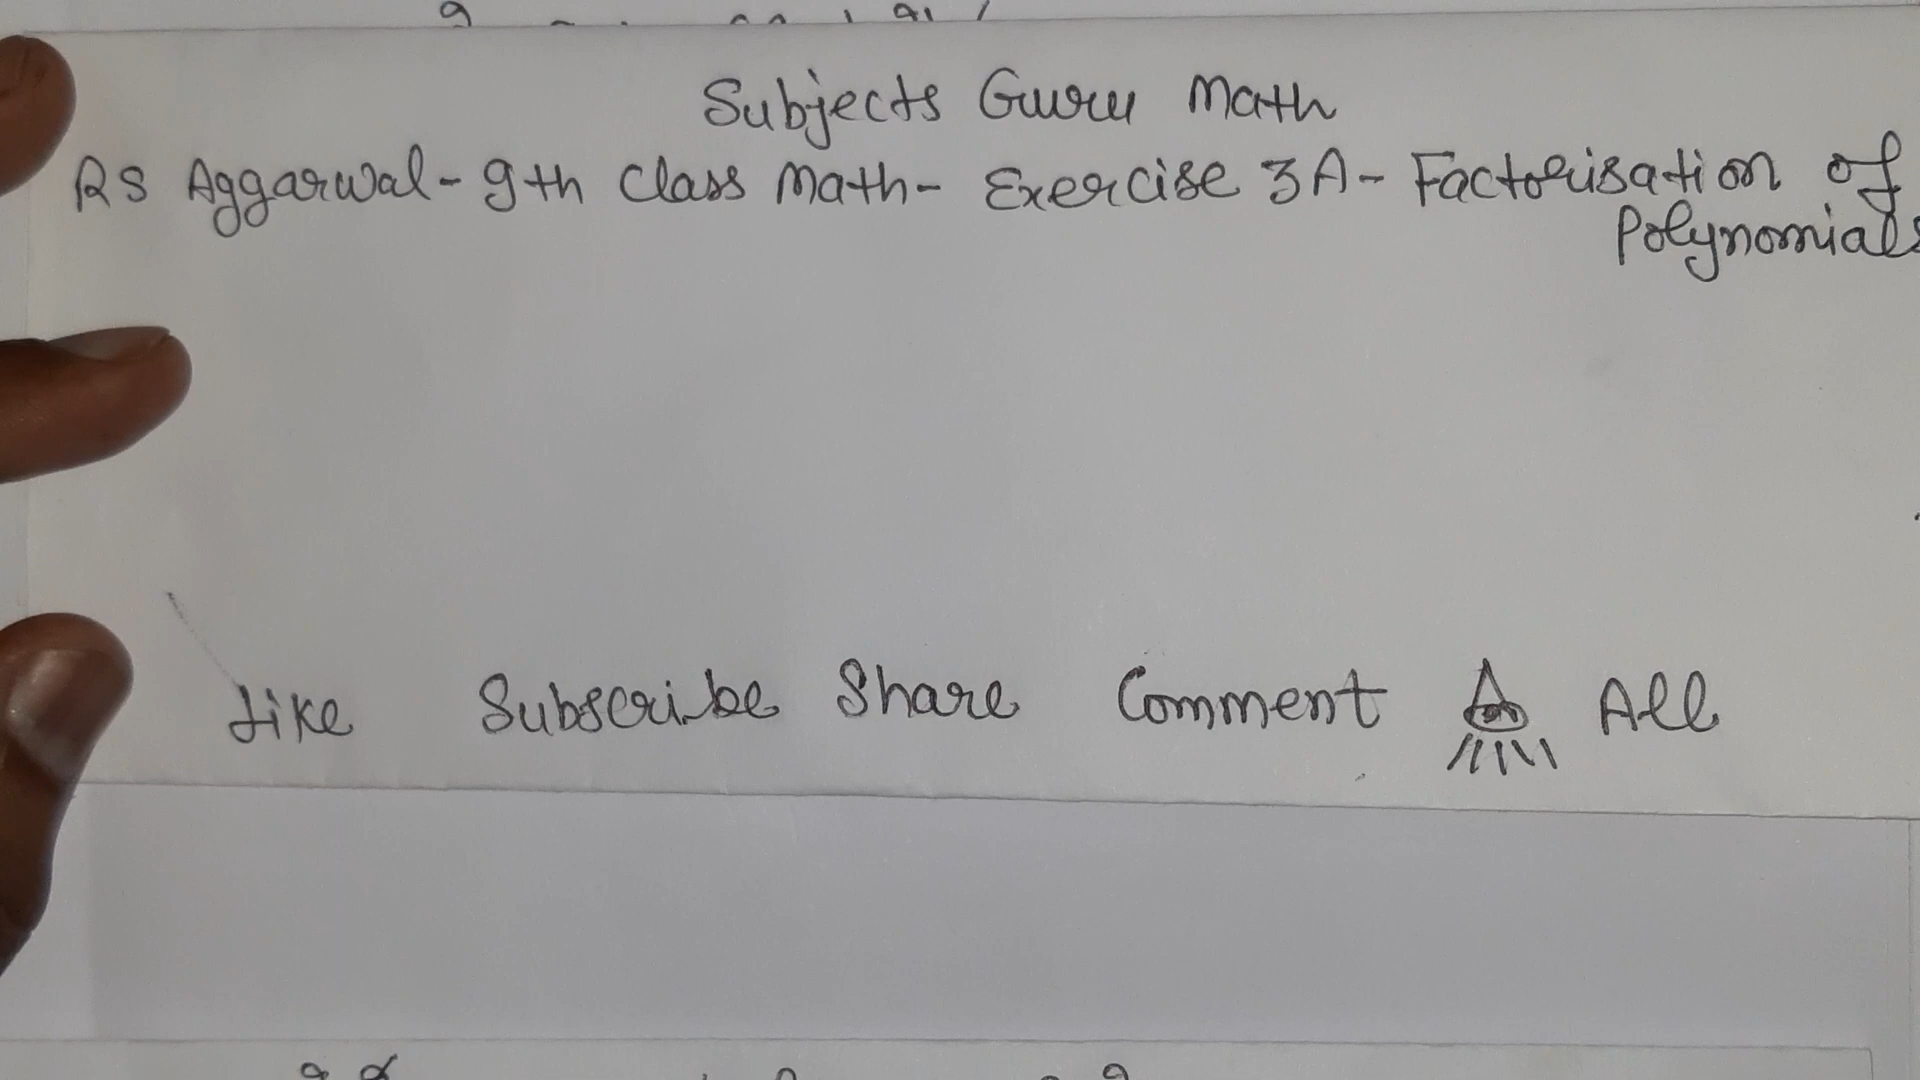 Subjects Guru Math
RS Aggarwal - 9th Class Math - Exercise 3A - Factorisation of
Polynomials
Like Subscribe Share Comment All